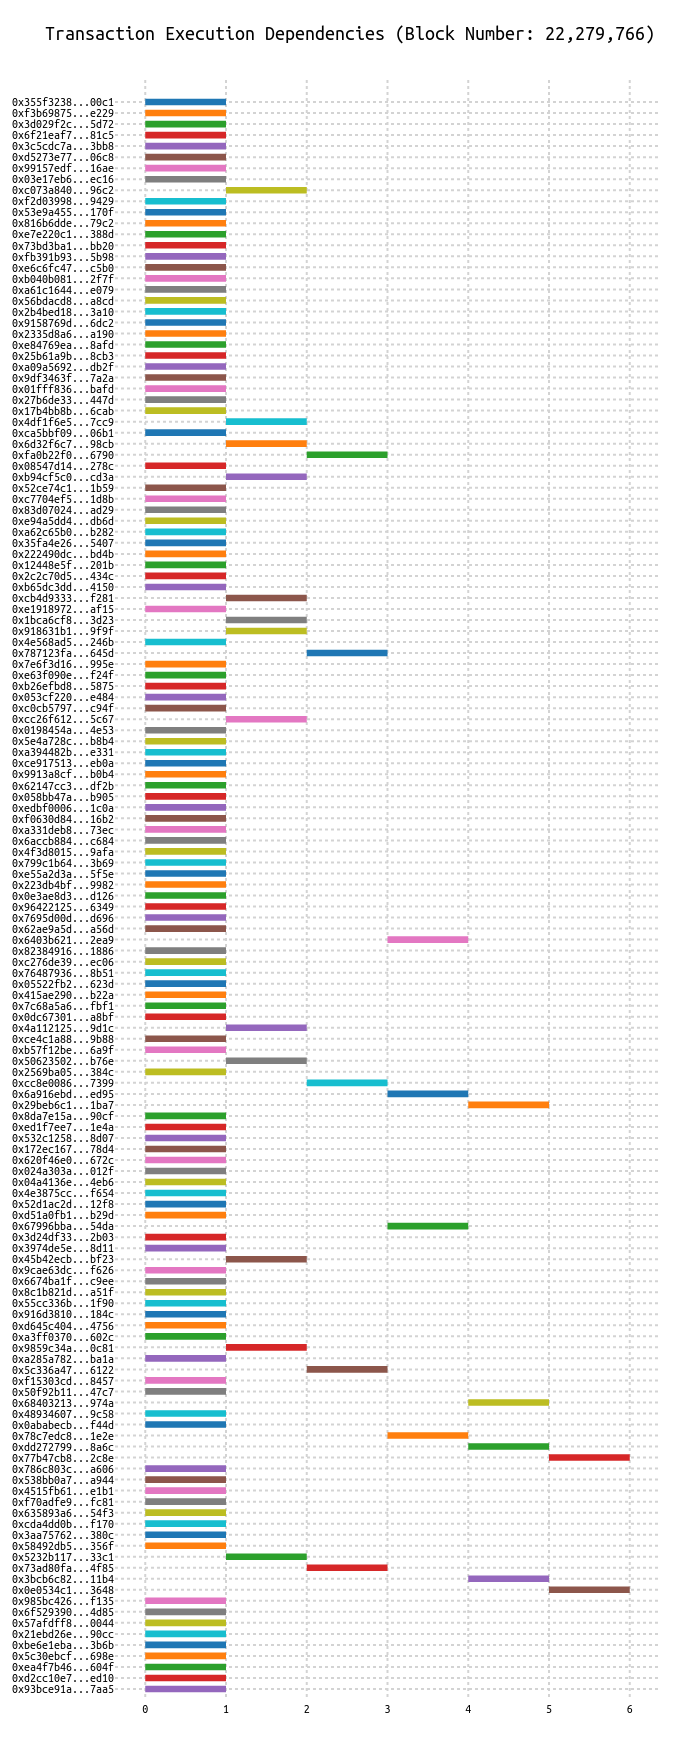 Transaction Execution Dependencies (Block Number: 22,279,766)
0x355f3238...00c1
0xf3b69875...e229
0x3d029f2c...5d72
0x6f21eaf7...81c5
0x3c5cdc7a...3bb8
0xd5273e77...06c8
0x99157edf...16ae
0x03e17eb6...ec16
0xc073a840...96c2
0xf2d03998...9429
0x53e9a455...170f
0x816b6dde...79c2
0xe7e220c1...388d
0x73bd3ba1...bb20
0xfb391b93...5b98
0xe6c6fc47...c5b0
0xb040b081...2f7f
0xa61c1644...e079
0x56bdacd8...a8cd
0x2b4bed18...3a10
0x9158769d...6dc2
0x2335d8a6...a190
0xe84769ea...8afd
0x25b61a9b...8cb3
0xa09a5692...db2f
0x9df3463f...7a2a
0x01fff836...bafd
0x27b6de33...447d
0x17b4bb8b...6cab
0x4df1f6e5...7cc9
0xca5bbf09...06b1
0x6d32f6c7...98cb
0xfa0b22f0...6790
0x08547d14...278c
0xb94cf5c0...cd3a
0x52ce74c1...1b59
0xc7704ef5...1d8b
0x83d07024...ad29
0xe94a5dd4...db6d
0xa62c65b0...b282
0x35fa4e26...5407
0x222490dc...bd4b
0x12448e5f...201b
0x2c2c70d5...434c
0xb65dc3dd...4150
0xcb4d9333...f281
0xe1918972...af15
0x1bca6cf8...3d23
0x918631b1...9f9f
0x4e568ad5...246b
0x787123fa...645d
0x7e6f3d16...995e
0xe63f090e...f24f
0xb26efbd8...5875
0x053cf220...e484
0xc0cb5797...c94f
0xcc26f612...5c67
0x0198454a...4e53
0x5e4a728c...b8b4
0xa394482b...e331
0xce917513...eb0a
0x9913a8cf...b0b4
0x62147cc3...df2b
0x058bb47a...b905
0xedbf0006...1c0a
0xf0630d84...16b2
0xa331deb8...73ec
0x6accb884...c684
0x4f3d8015...9afa
0x799c1b64...3b69
0xe55a2d3a...5f5e
0x223db4bf...9982
0x0e3ae8d3...d126
0x96422125...6349
0x7695d00d...d696
0x62ae9a5d...a56d
0x6403b621...2ea9
0x82384916...1886
0xc276de39...ec06
0x76487936...8b51
0x05522fb2...623d
0x415ae290...b22a
0x7c68a5a6...fbf1
0x0dc67301...a8bf
0x4a112125...9d1c
0xce4c1a88...9b88
0xb57f12be...6a9f
0x50623502...b76e
0x2569ba05...384c
0xcc8e0086...7399
0x6a916ebd...ed95
0x29beb6c1...1ba7
0x8da7e15a...90cf
0xed1f7ee7...1e4a
0x532c1258...8d07
0x172ec167...78d4
0x620f46e0...672c
0x024a303a...012f
0x04a4136e...4eb6
0x4e3875cc...f654
0x52d1ac2d...12f8
0xd51a0fb1...b29d
0x67996bba...54da
0x3d24df33...2b03
0x3974de5e...8d11
0x45b42ecb...bf23
0x9cae63dc...f626
0x6674ba1f...c9ee
0x8c1b821d...a51f
0x55cc336b...1f90
0x916d3810...184c
0xd645c404...4756
0xa3ff0370...602c
0x9859c34a...0c81
0xa285a782...ba1a
0x5c336a47...6122
0xf15303cd...8457
0x50f92b11...47c7
0x68403213...974a
0x48934607...9c58
0x0ababecb...f44d
0x78c7edc8...1e2e
0xdd272799...8a6c
0x77b47cb8...2c8e
0x786c803c...a606
0x538bb0a7...a944
0x4515fb61...e1b1
0xf70adfe9...fc81
0x635893a6...54f3
0xcda4dd0b...f170
0x3aa75762...380c
0x58492db5...356f
0x5232b117...33c1
0x73ad80fa...4f85
0x3bcb6c82...11b4
0x0e0534c1...3648
0x985bc426...f135
0x6f529390...4d85
0x57afdff8...0044
0x21ebd26e...90cc
0xbe6e1eba...3b6b
0x5c30ebcf...698e
0xea4f7b46...604f
0xd2cc10e7...ed10
0x93bce91a...7aa5
0 1 2 3 4 5 6